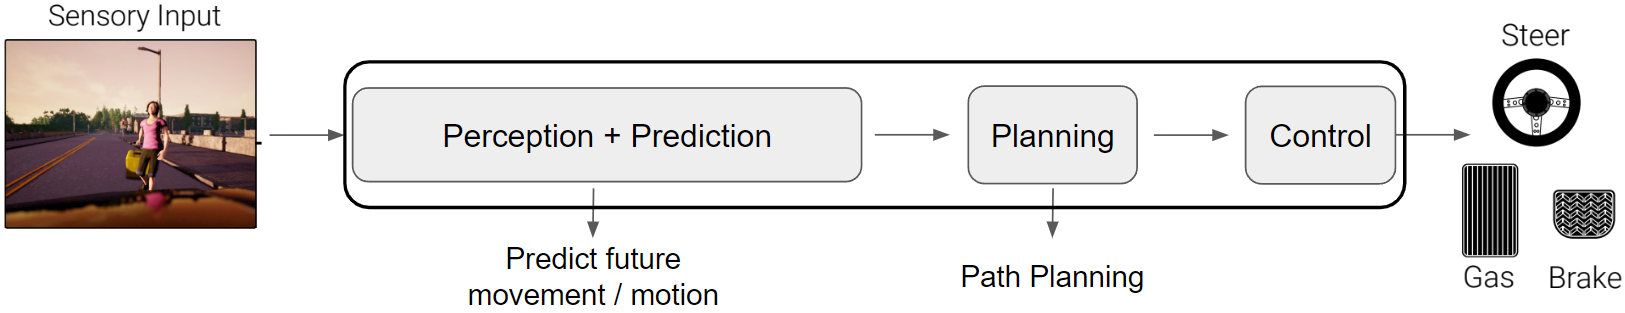 Sensory Input
Perception + Prediction
Planning
Control
Steer
Gas
Brake
Predict future
movement / motion
Path Planning